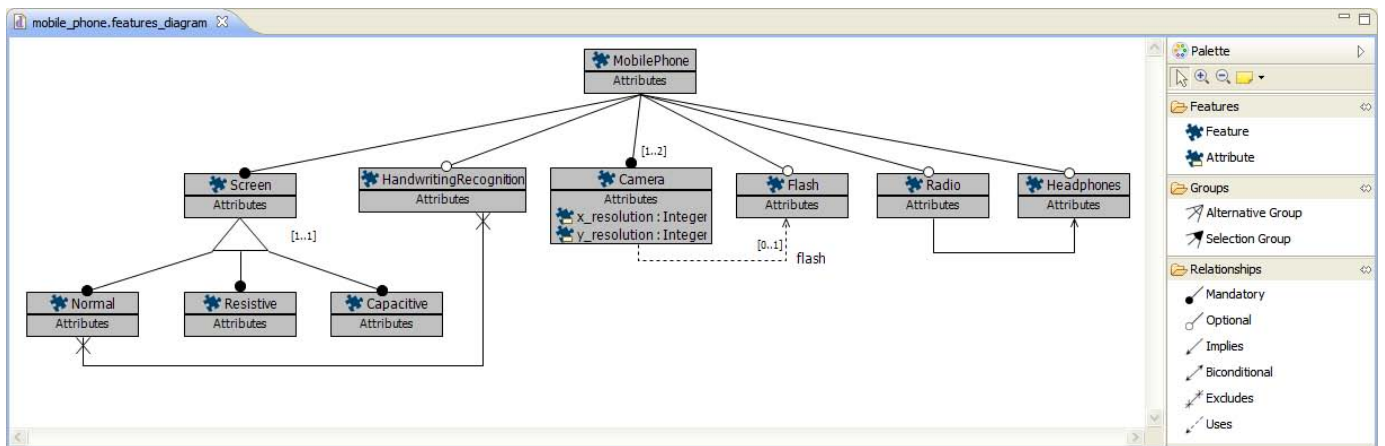 mobile_phone.features_diagram
MobilePhone
Attributes
[1..2]
Screen
Attributes
HandwritingRecognition
Attributes
Camera
Attributes
x_resolution : Integer
y_resolution : Integer
Flash
Attributes
Radio
Attributes
Headphones
Attributes
[1..1]
[0..1]
flash
Normal
Attributes
Resistive
Attributes
Capacitive
Attributes
Palette
Features
Feature
Attribute
Groups
Alternative Group
Selection Group
Relationships
Mandatory
Optional
Implies
Biconditional
Excludes
Uses